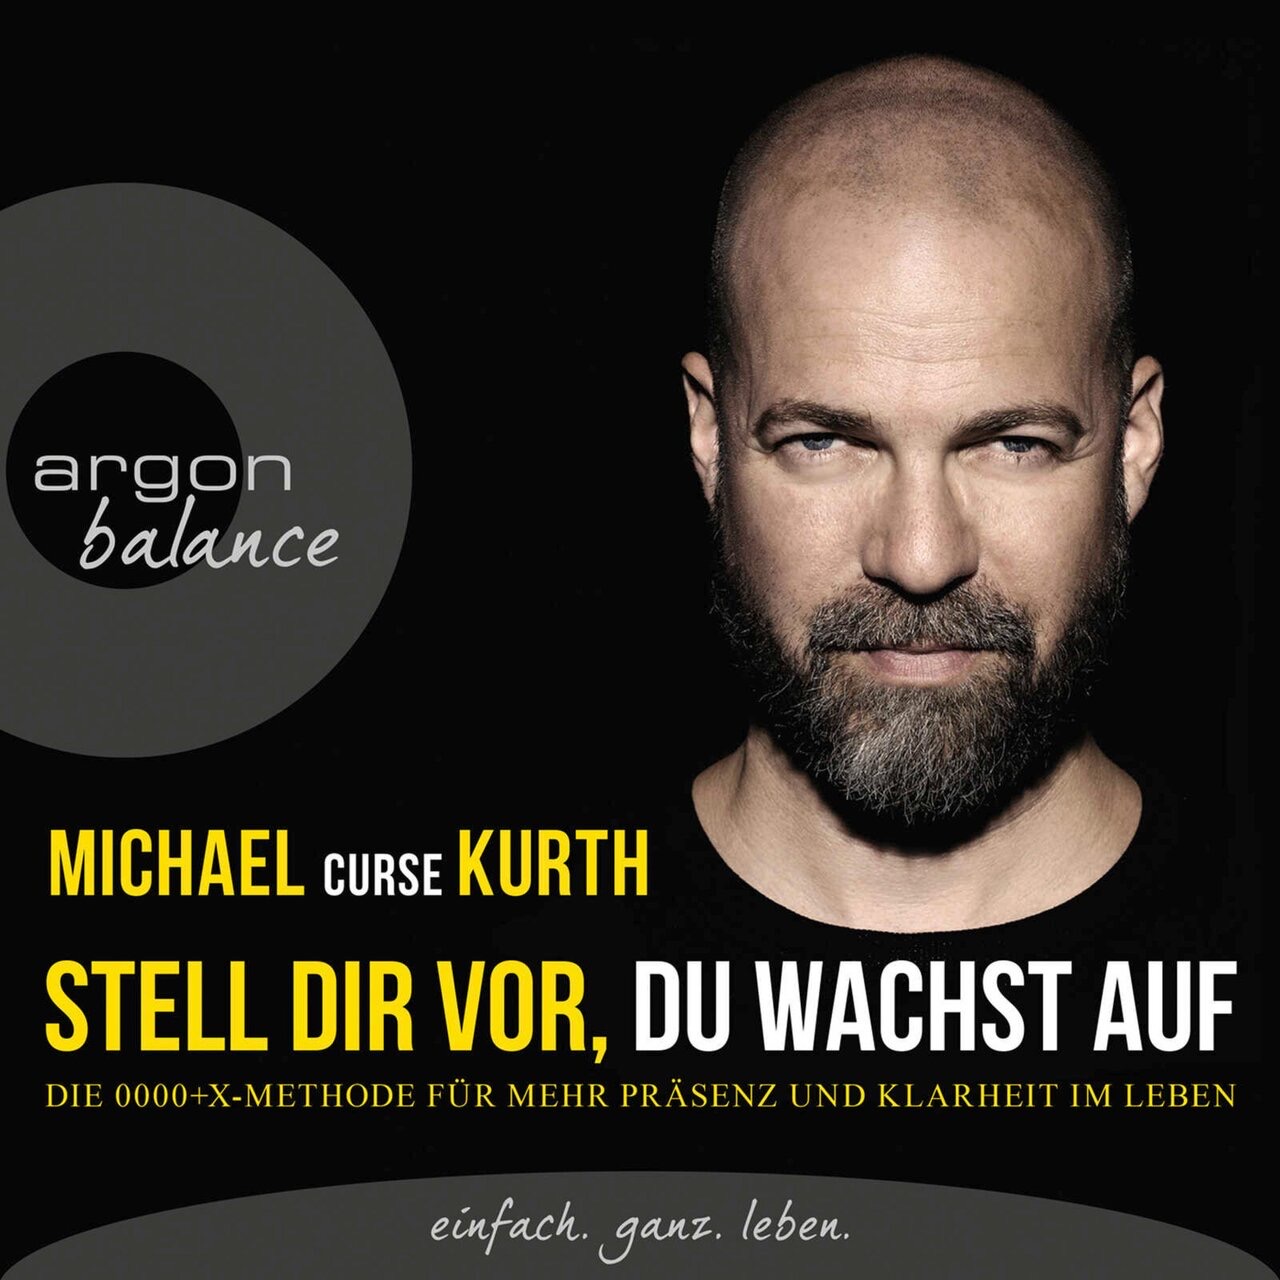 argon
balance
MICHAEL CURSE KURTH
STELL DIR VOR, DU WACHST AUF
DIE 0000+X-METHODE FÜR MEHR PRÄSENZ UND KLARHEIT IM LEBEN
einfach. ganz. leben.